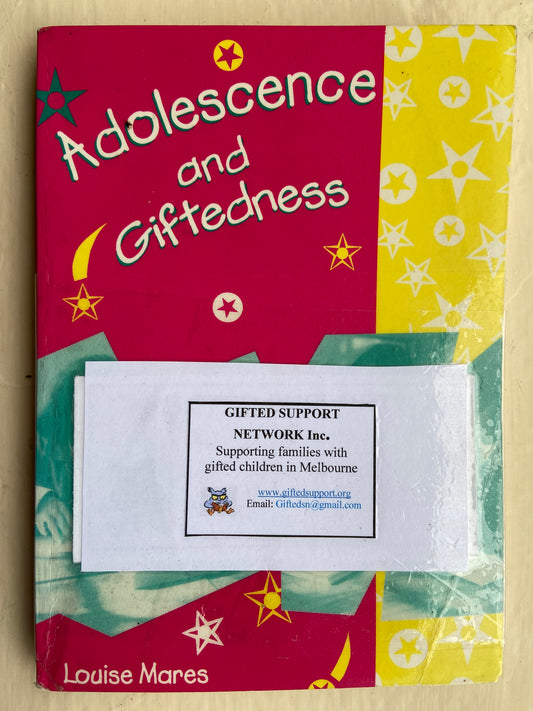 Adolescence
and
Giftedness
GIFTED SUPPORT
NETWORK Inc.
Supporting families with
gifted children in Melbourne
www.giftedsupport.org
Email: Giftedsn@gmail.com
Louise Mares